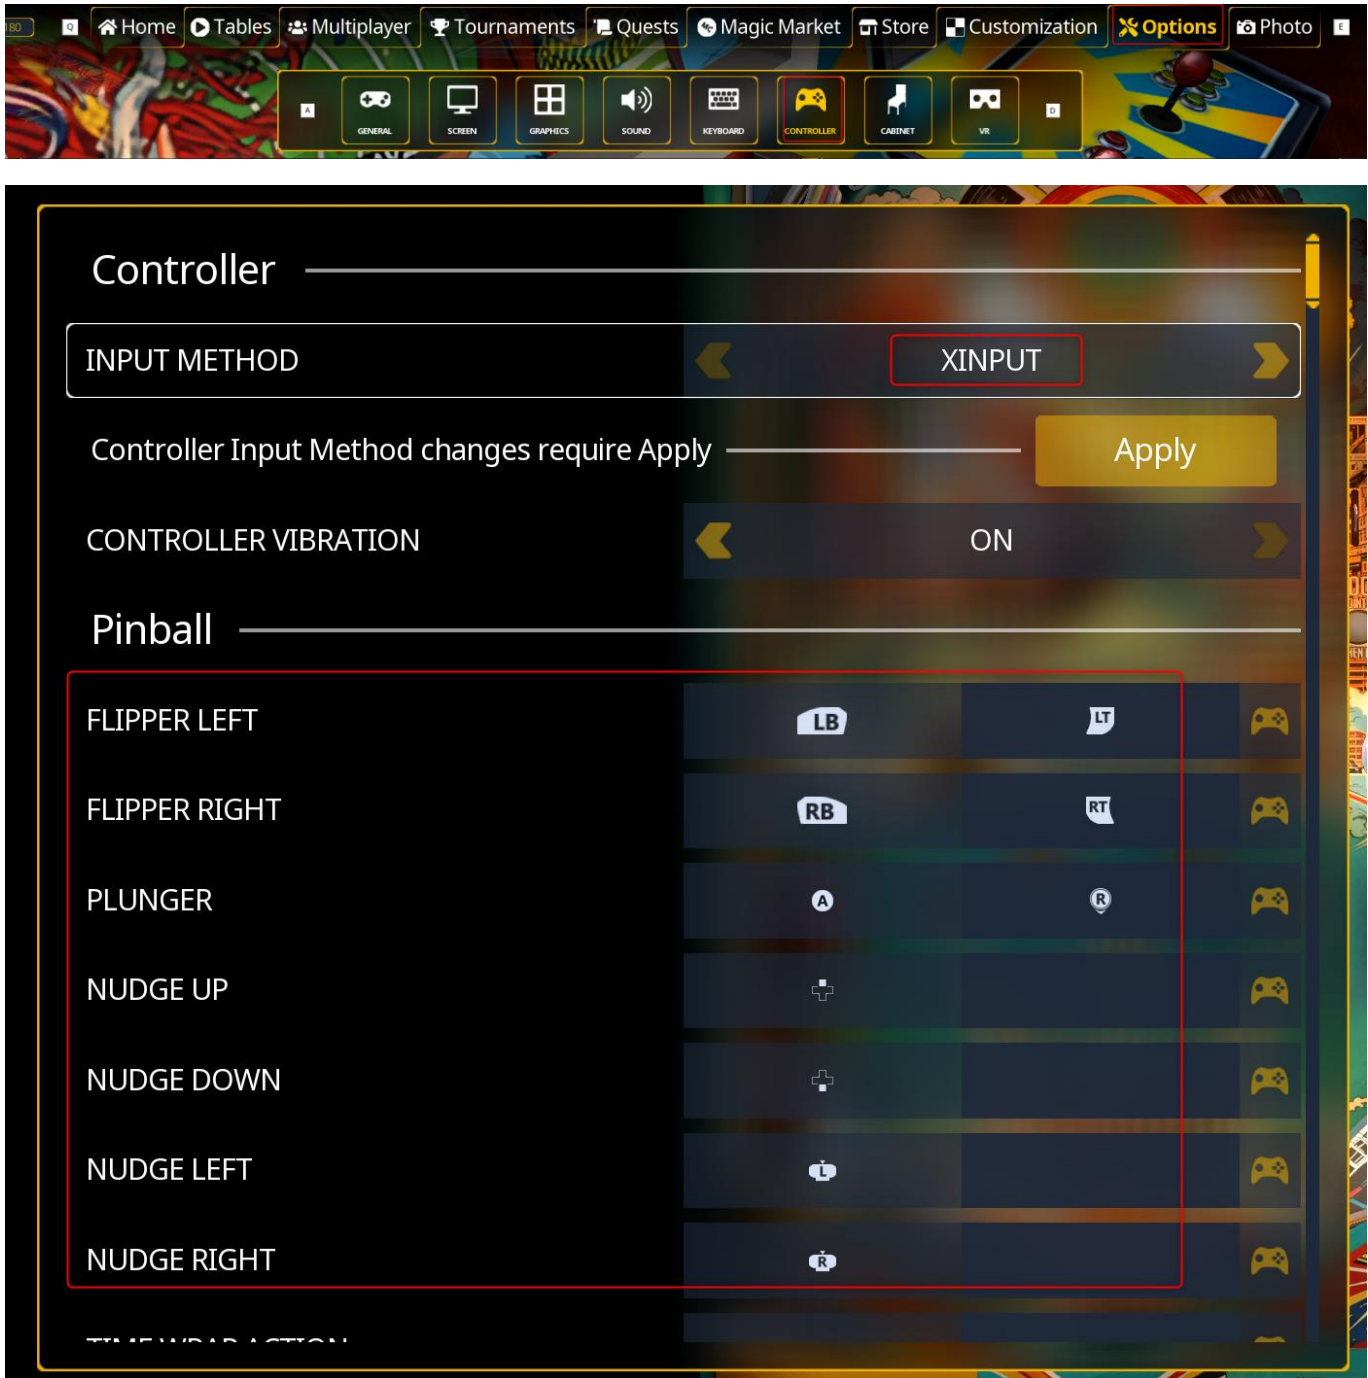 180 Q Home Tables Multiplayer Tournaments Quests Magic Market Store Customization Options Photo E
A GENERAL SCREEN GRAPHICS SOUND KEYBOARD CONTROLLER CABINET VR D
Controller
INPUT METHOD XINPUT
Controller Input Method changes require Apply Apply
CONTROLLER VIBRATION ON
Pinball
FLIPPER LEFT LB LT
FLIPPER RIGHT RB RT
PLUNGER A R
NUDGE UP
NUDGE DOWN
NUDGE LEFT L
NUDGE RIGHT R